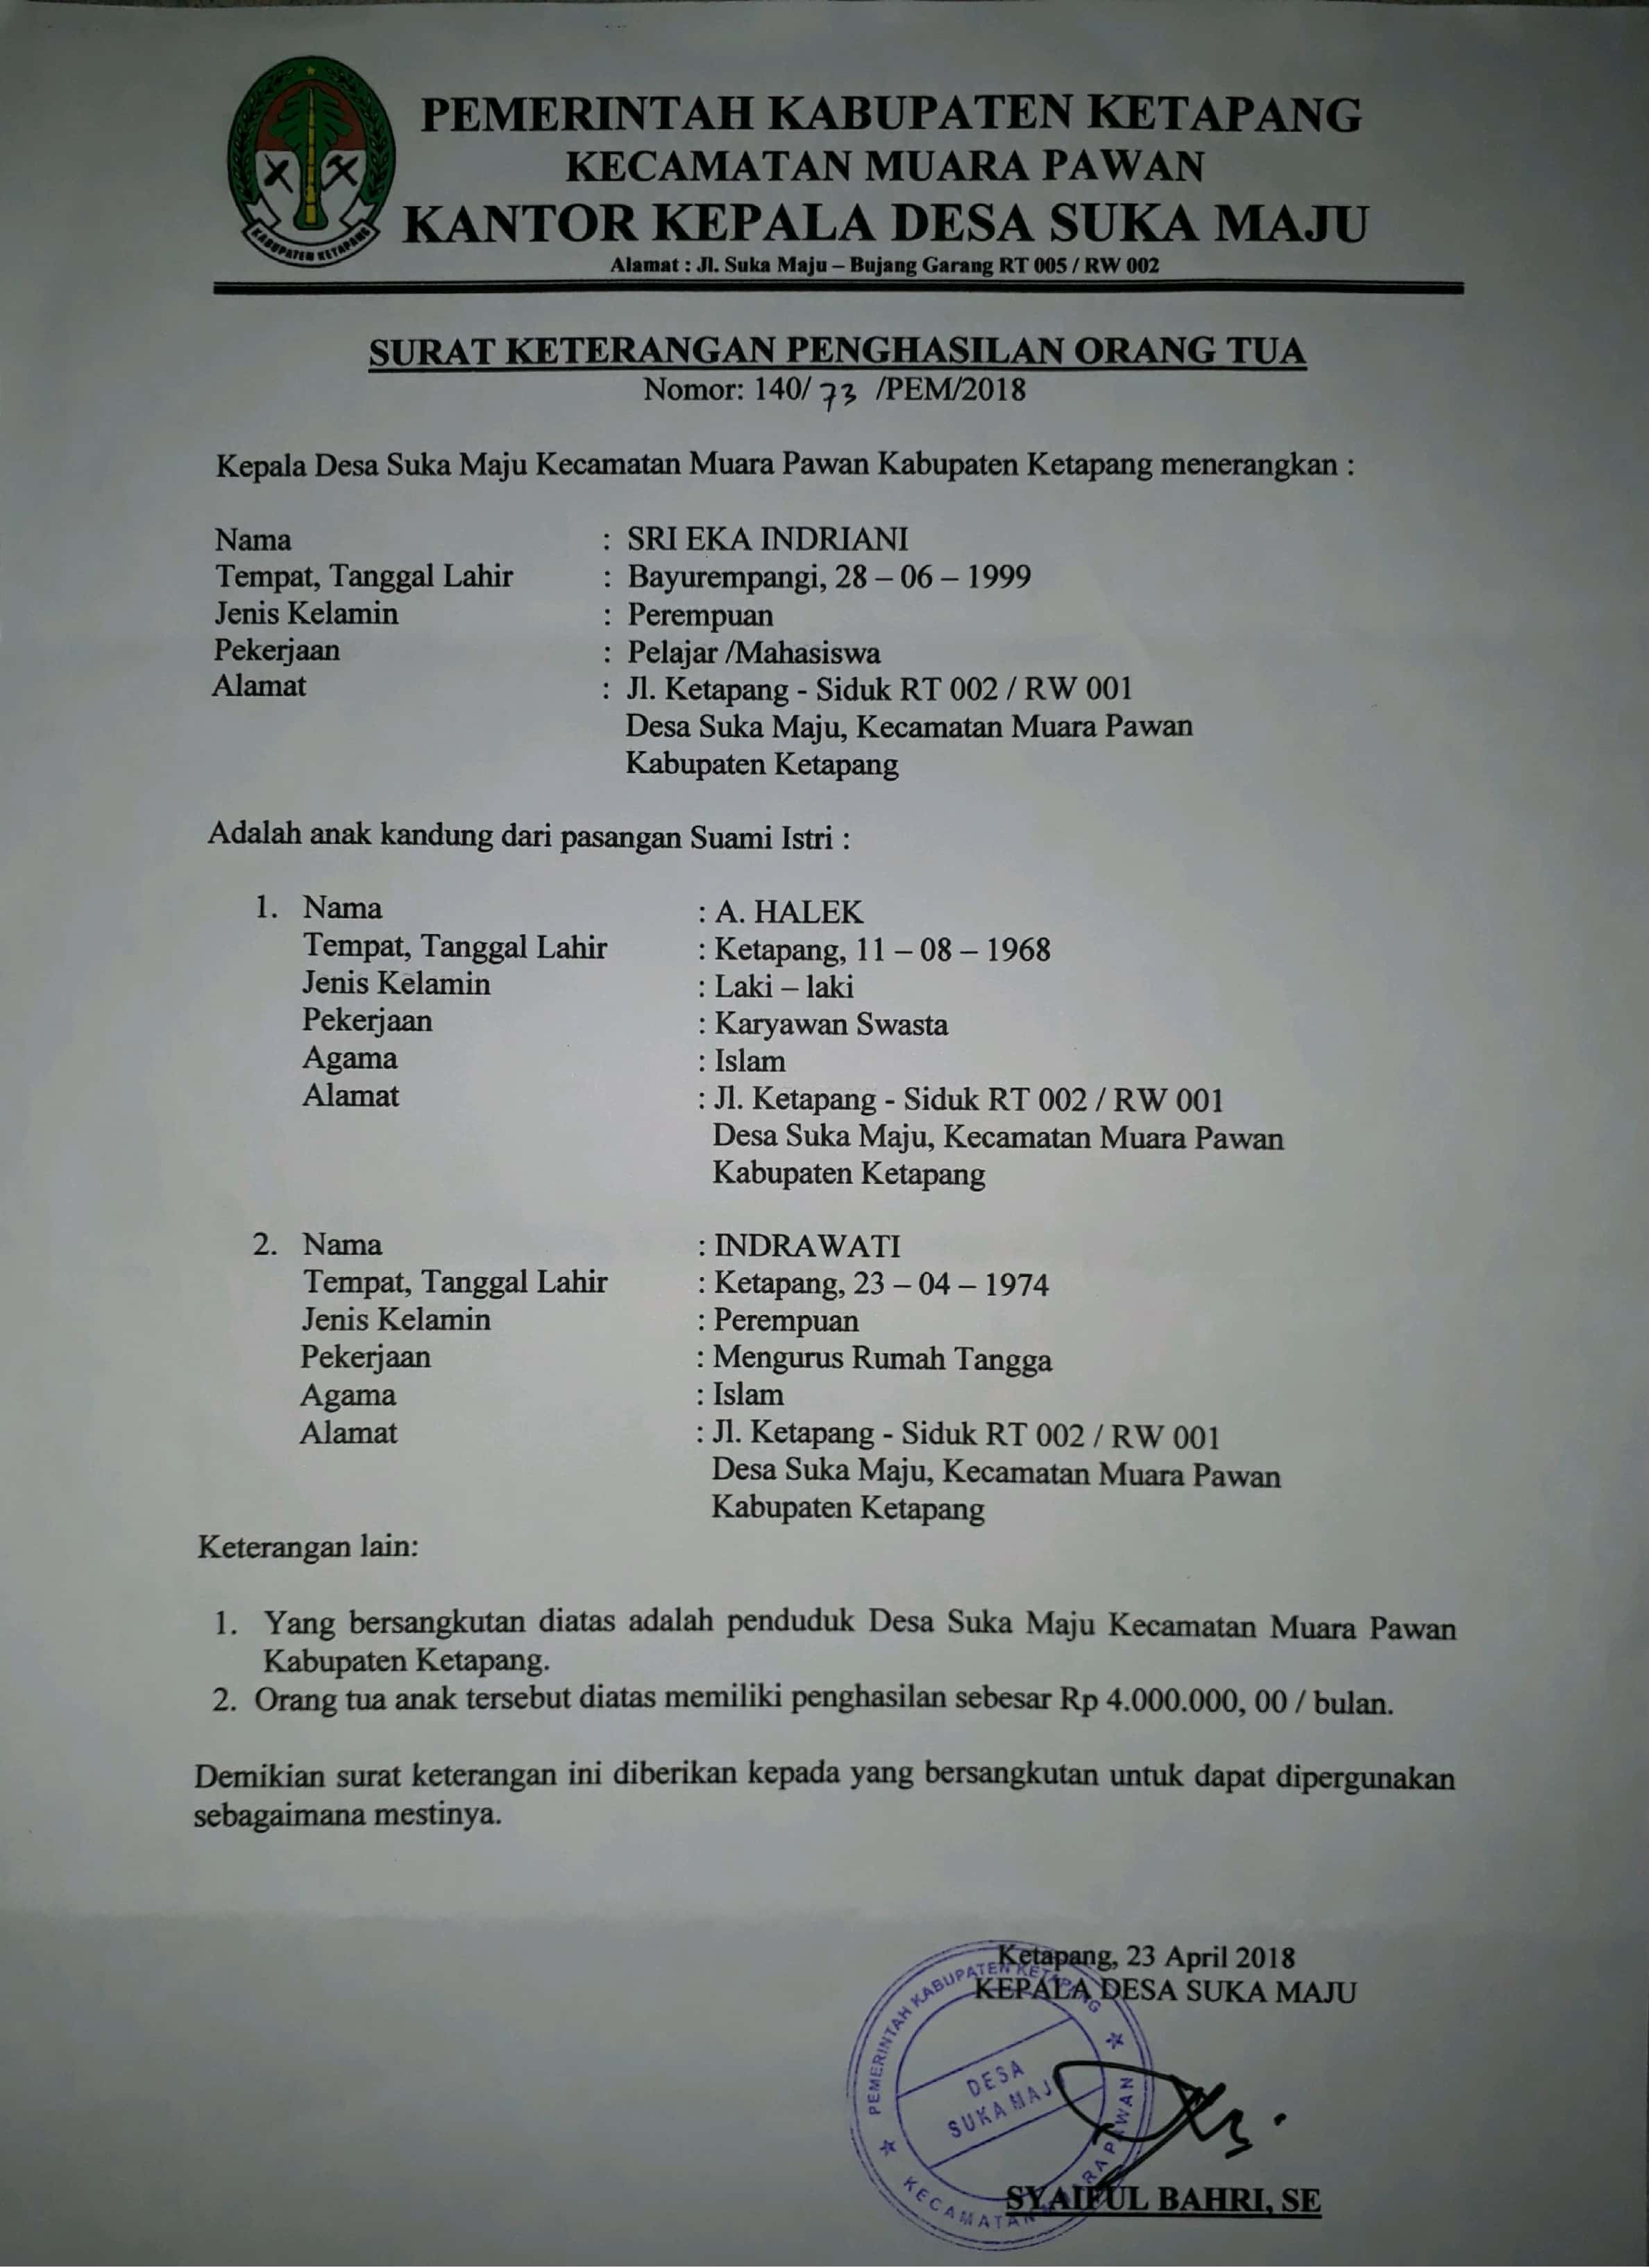 KABUPATEN KETAPANG
PEMERINTAH KABUPATEN KETAPANG
KECAMATAN MUARA PAWAN
KANTOR KEPALA DESA SUKA MAJU
Alamat : Jl. Suka Maju – Bujang Garang RT 005 / RW 002
SURAT KETERANGAN PENGHASILAN ORANG TUA
Nomor: 140/ 73 /PEM/2018
Kepala Desa Suka Maju Kecamatan Muara Pawan Kabupaten Ketapang menerangkan :
Nama : SRI EKA INDRIANI
Tempat, Tanggal Lahir : Bayurempangi, 28 – 06 – 1999
Jenis Kelamin : Perempuan
Pekerjaan : Pelajar /Mahasiswa
Alamat : Jl. Ketapang - Siduk RT 002 / RW 001
Desa Suka Maju, Kecamatan Muara Pawan
Kabupaten Ketapang
Adalah anak kandung dari pasangan Suami Istri :
1. Nama : A. HALEK
Tempat, Tanggal Lahir : Ketapang, 11 – 08 – 1968
Jenis Kelamin : Laki – laki
Pekerjaan : Karyawan Swasta
Agama : Islam
Alamat : Jl. Ketapang - Siduk RT 002 / RW 001
Desa Suka Maju, Kecamatan Muara Pawan
Kabupaten Ketapang
2. Nama : INDRAWATI
Tempat, Tanggal Lahir : Ketapang, 23 – 04 – 1974
Jenis Kelamin : Perempuan
Pekerjaan : Mengurus Rumah Tangga
Agama : Islam
Alamat : Jl. Ketapang - Siduk RT 002 / RW 001
Desa Suka Maju, Kecamatan Muara Pawan
Kabupaten Ketapang
Keterangan lain:
1. Yang bersangkutan diatas adalah penduduk Desa Suka Maju Kecamatan Muara Pawan
Kabupaten Ketapang.
2. Orang tua anak tersebut diatas memiliki penghasilan sebesar Rp 4.000.000, 00 / bulan.
Demikian surat keterangan ini diberikan kepada yang bersangkutan untuk dapat dipergunakan
sebagaimana mestinya.
Ketapang, 23 April 2018
KEPALA DESA SUKA MAJU
PEMERINTAH KABUPATEN KETAPANG
DESA
SUKA MAJU
KECAMATAN MUARA PAWAN
SYAIFUL BAHRI, SE